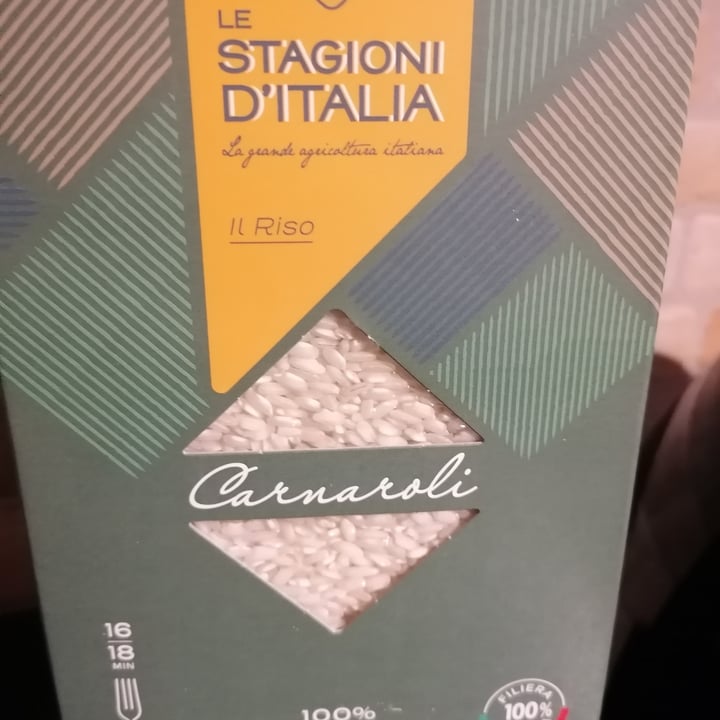 LE
STAGIONI
D'ITALIA
La grande agricoltura italiana
Il Riso
Carnaroli
16
18
MIN
100%
FILIERA
100%